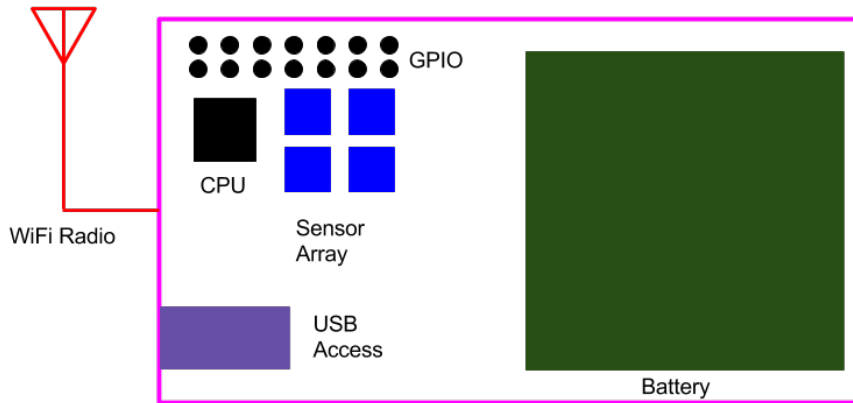 GPIO
CPU
WiFi Radio
Sensor
Array
USB
Access
Battery